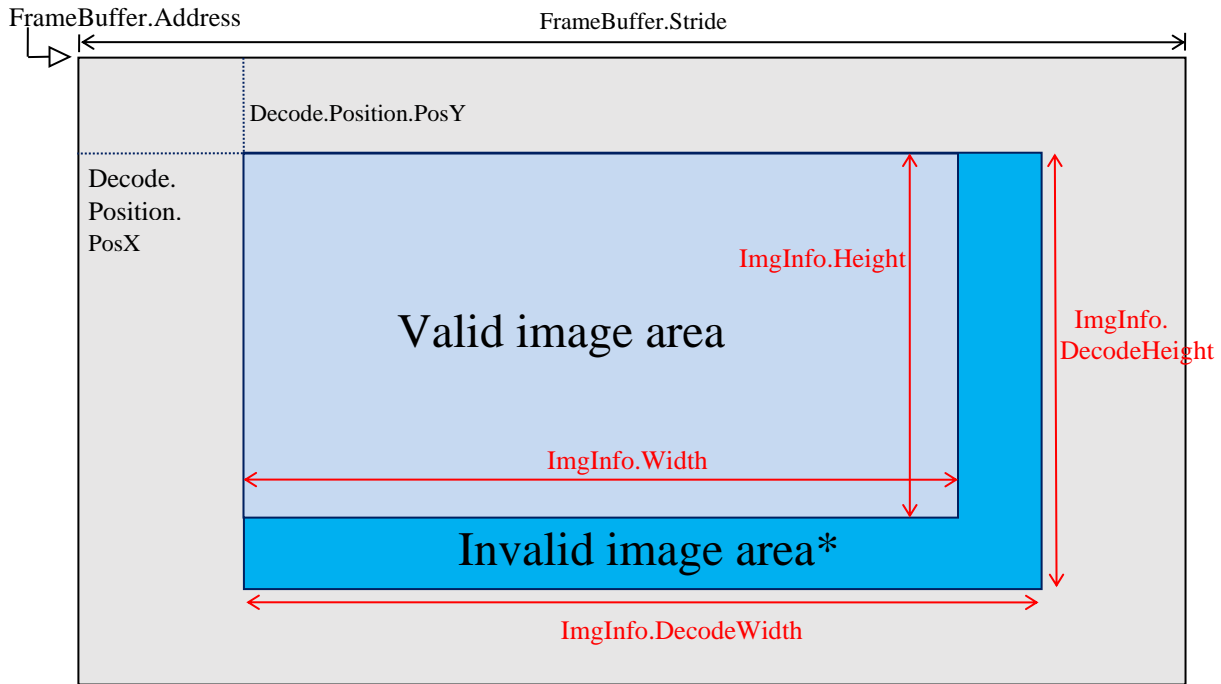 FrameBuffer.Address
FrameBuffer.Stride
Decode.Position.PosY
Decode.
Position.
PosX
ImgInfo.Height
Valid image area
ImgInfo.
DecodeHeight
ImgInfo.Width
Invalid image area*
ImgInfo.DecodeWidth